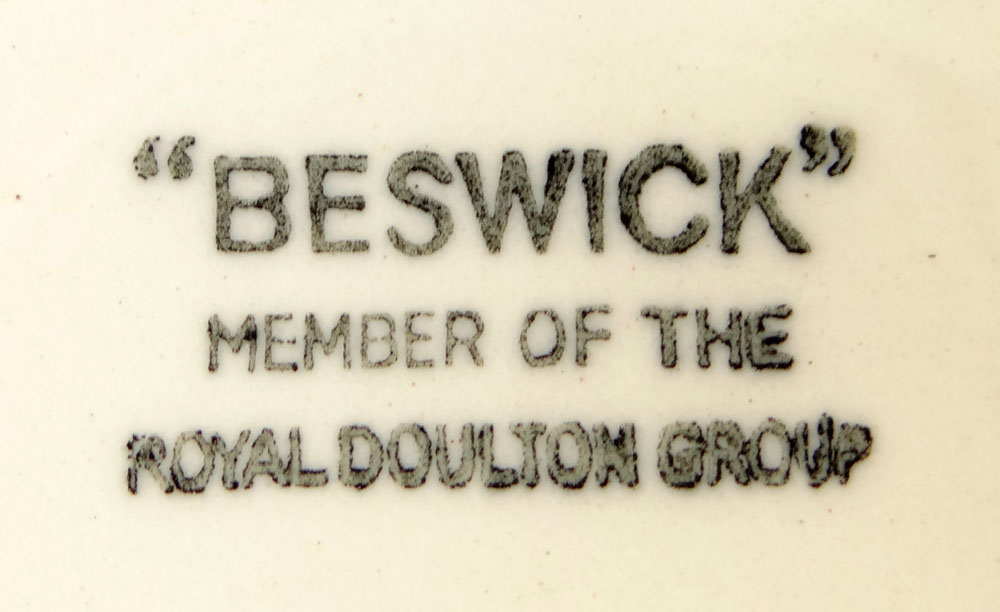 “BESWICK”
MEMBER OF THE
ROYAL DOULTON GROUP